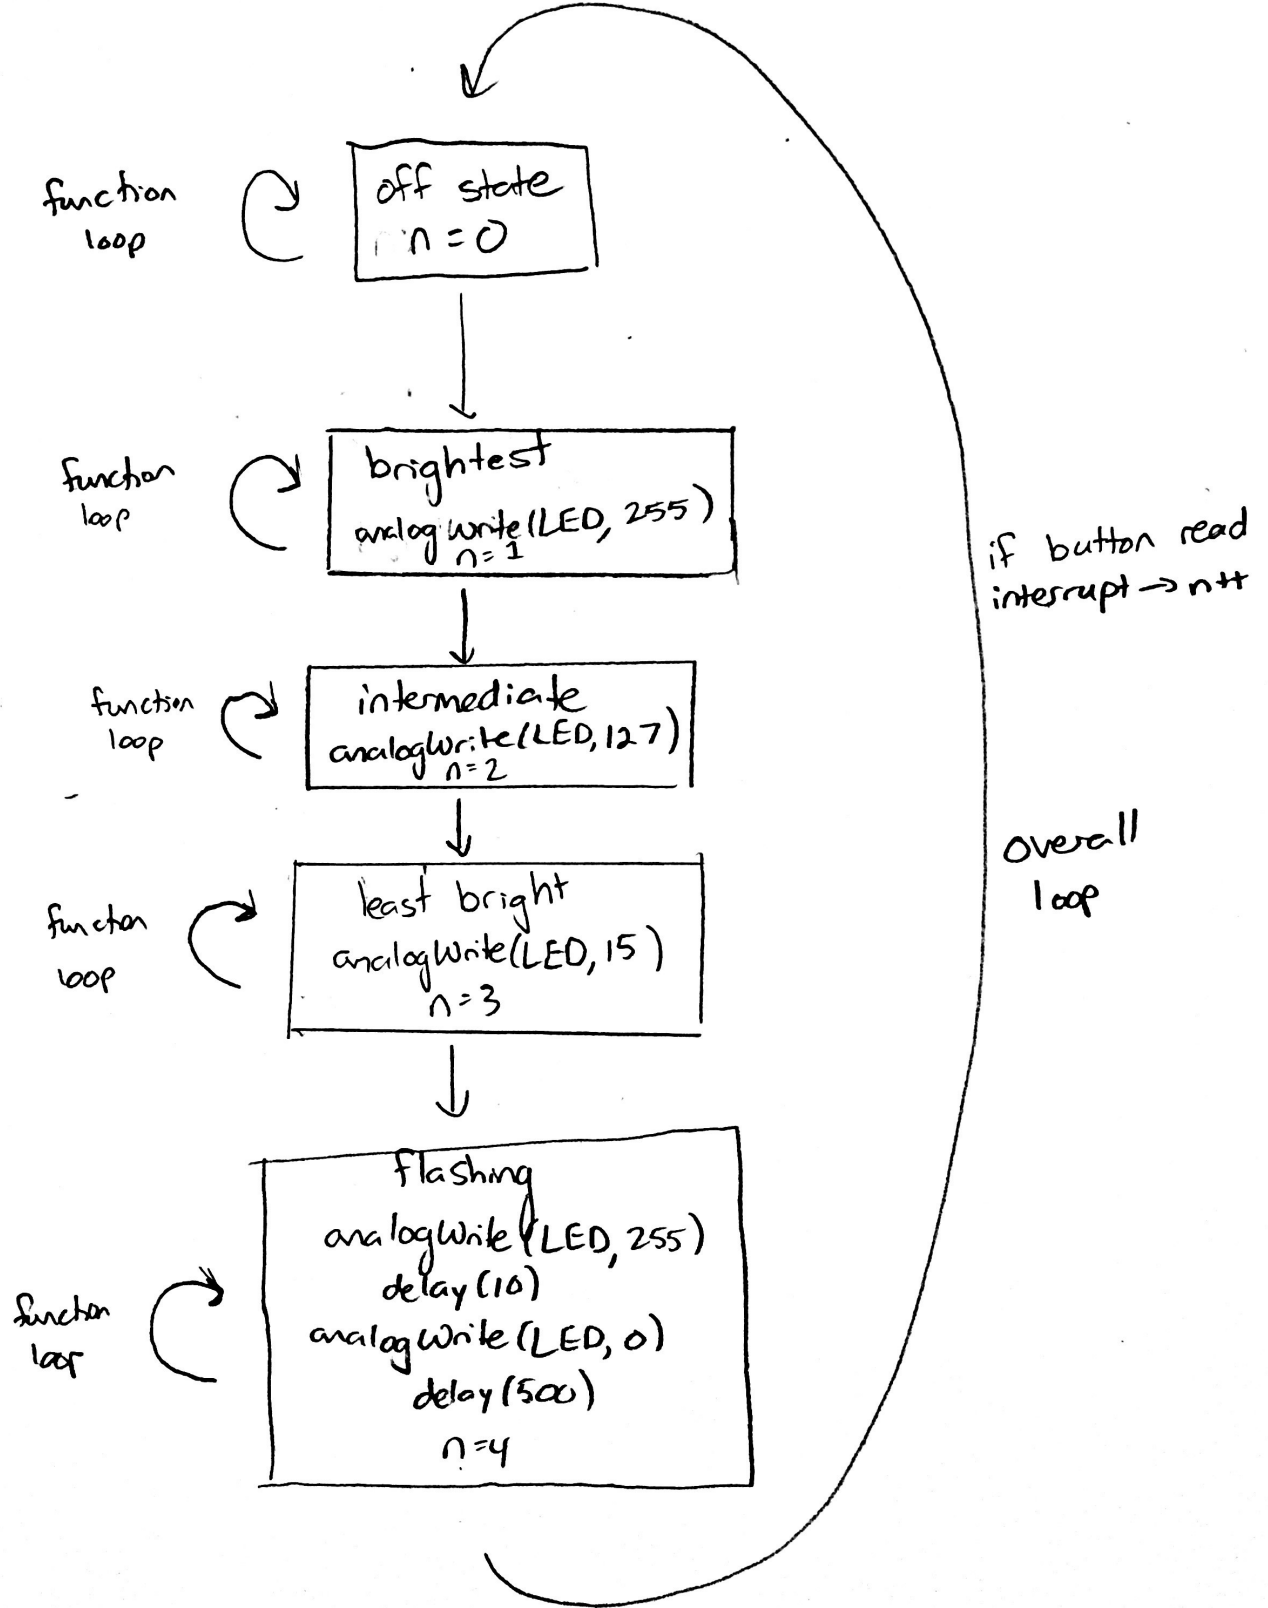 function
loop
off state
n = 0
function
loop
brightest
analogWrite(LED, 255)
n = 1
if button read
interrupt → n++
function
loop
intermediate
analogWrite(LED, 127)
n = 2
overall
loop
function
loop
least bright
analogWrite(LED, 15)
n = 3
function
loop
flashing
analogWrite(LED, 255)
delay(10)
analogWrite(LED, 0)
delay(500)
n=4